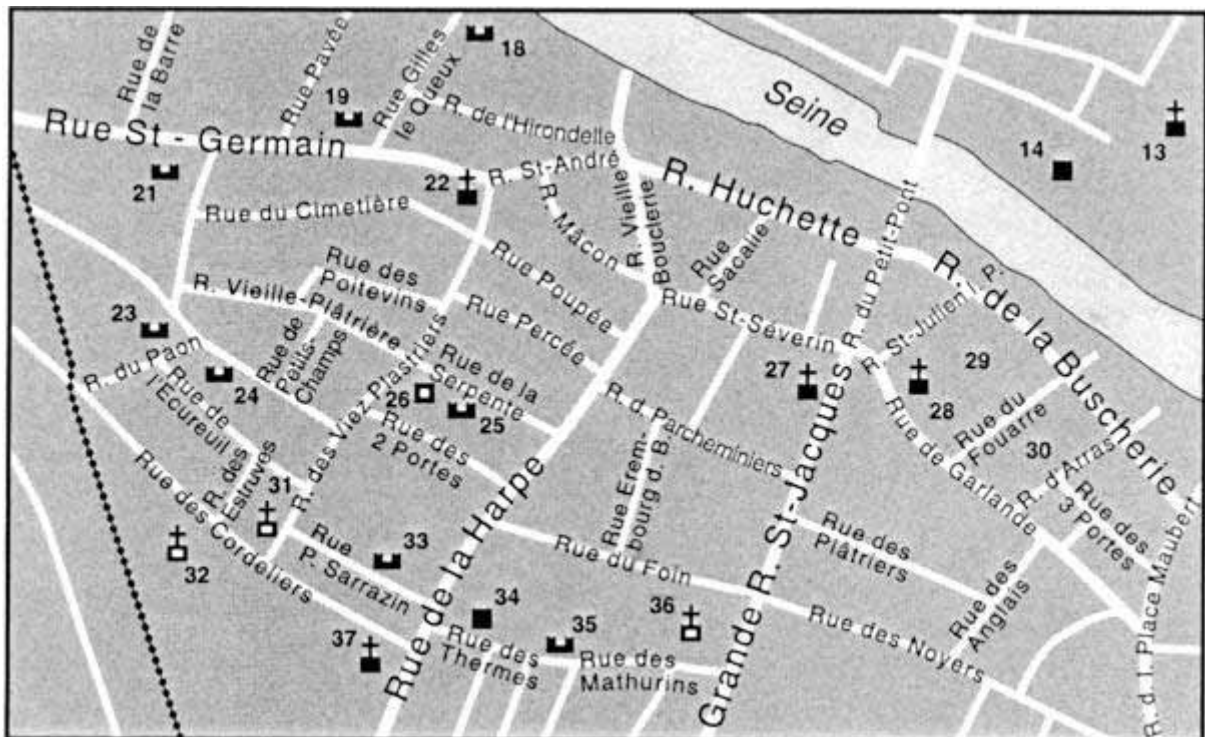 Rue de
la Barre
Rue Pavée
Rue Gilles
le Queux
18
19
Seine
13
14
R. de l'Hirondelle
Rue St - Germain
R. St-André
21
22
R. Huchette
R. Vieille
Bouclerie
R. Mâcon
Rue
Sacalie
Rue du Cimetière
R. du Petit-Pont
R. de la Buscherie
Rue des
Poitevins
Rue Poupée
R. Vieille-Plâtrière
Rue Percée
Rue St-Séverin
R. St-Julien l. P.
23
R. du Paon
24
Rue de
Petits-
Champs
R. des Viez Plastriers
26
25
Rue de la
Serpente
27
28
29
Rue de
l'Ecureuil
Rue des
2 Portes
R. d. Parcheminiers
Rue du
Fouarre
30
Rue de Garlande
R. d'Arras
Rue des
3 Portes
R. des
Estruves
31
Rue des Cordeliers
Rue de la Harpe
Rue Erem-
bourg d. B.
Grande R. St-Jacques
Rue des
Plâtriers
R. d. l. Place Maubert
32
33
Rue
P. Sarrazin
Rue du Foin
Rue des
Anglais
34
35
36
37
Rue des
Thermes
Rue des
Mathurins
Rue des Noyers